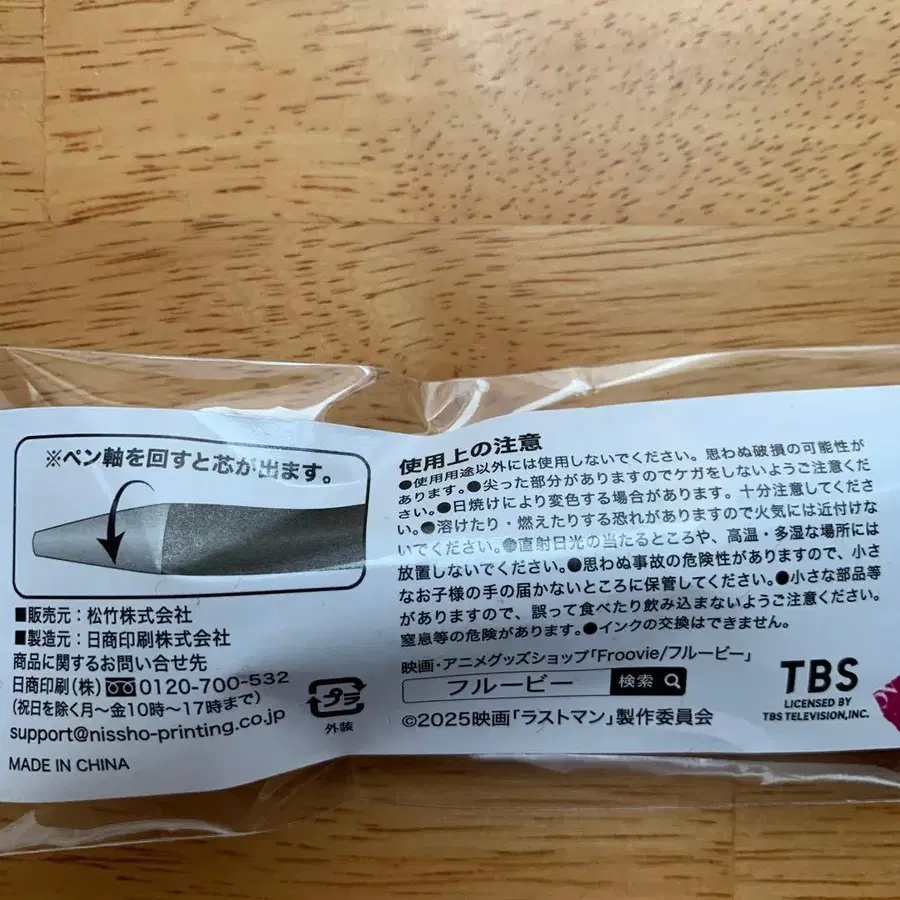 ※ペン軸を回すと芯が出ます。
■販売元：松竹株式会社
■製造元：日商印刷株式会社
商品に関するお問い合せ先
日商印刷(株) 0120-700-532
(祝日を除く月〜金10時〜17時まで)
support@nissho-printing.co.jp
MADE IN CHINA
プラ
外装
使用上の注意
●使用用途以外には使用しないでください。思わぬ破損の可能性が
あります。●尖った部分がありますのでケガをしないようご注意くだ
さい。●日焼けにより変色する場合があります。十分注意してくださ
い。●溶けたり・燃えたりする恐れがありますので火気には近付けな
いでください。●直射日光の当たるところや、高温・多湿な場所には
放置しないでください。●思わぬ事故の危険性がありますので、小さ
なお子様の手の届かないところに保管してください。●小さな部品等
がありますので、誤って食べたり飲み込まないようご注意ください。
窒息等の危険があります。●インクの交換はできません。
映画・アニメグッズショップ「Froovie/フルービー」
フルービー 検索
©2025映画「ラストマン」製作委員会
TBS
LICENSED BY
TBS TELEVISION,INC.